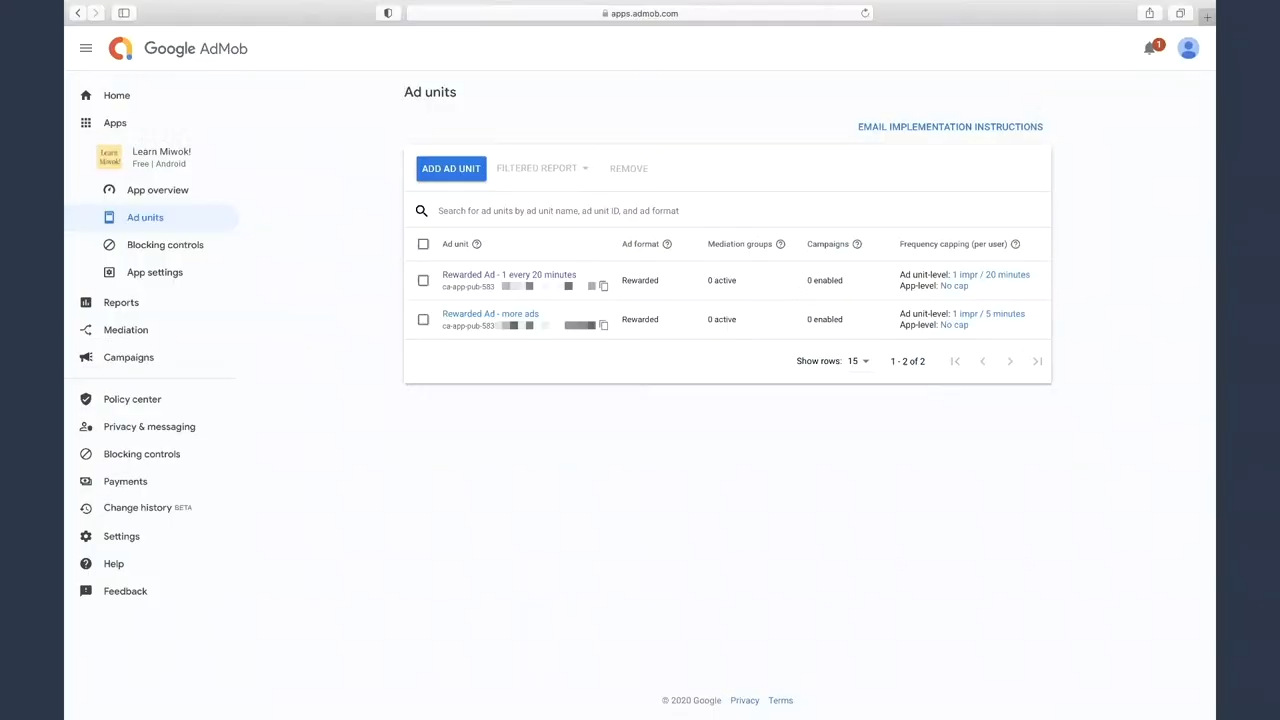 apps.admob.com
Google AdMob
1
Home
Apps
Learn Miwok!
Learn Miwok!
Free | Android
App overview
Ad units
Blocking controls
App settings
Reports
Mediation
Campaigns
Policy center
Privacy & messaging
Blocking controls
Payments
Change history BETA
Settings
Help
Feedback
Ad units
EMAIL IMPLEMENTATION INSTRUCTIONS
ADD AD UNIT FILTERED REPORT REMOVE
Search for ad units by ad unit name, ad unit ID, and ad format
Ad unit Ad format Mediation groups Campaigns Frequency capping (per user)
Rewarded Ad - 1 every 20 minutes
ca-app-pub-583
Rewarded
0 active
0 enabled
Ad unit-level: 1 impr / 20 minutes
App-level: No cap
Rewarded Ad - more ads
ca-app-pub-583
Rewarded
0 active
0 enabled
Ad unit-level: 1 impr / 5 minutes
App-level: No cap
Show rows: 15 1 - 2 of 2
© 2020 Google Privacy Terms